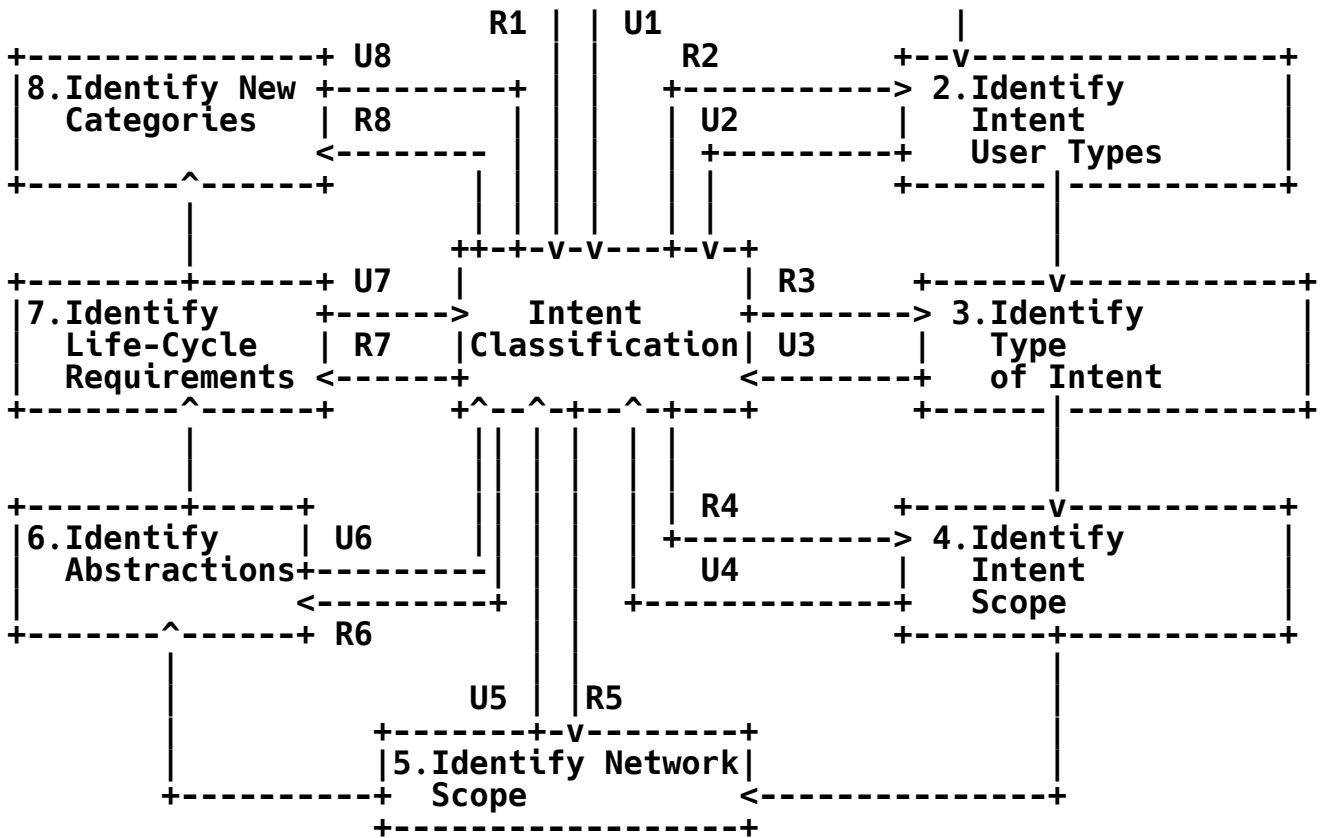 R1 U1
U8 R2
8.Identify New 2.Identify
Categories R8 U2 Intent
User Types
U7 R3
7.Identify Intent 3.Identify
Life-Cycle R7 Classification U3 Type
Requirements of Intent
R4
6.Identify U6 4.Identify
Abstractions U4 Intent
Scope
R6
U5 R5
5.Identify Network
Scope